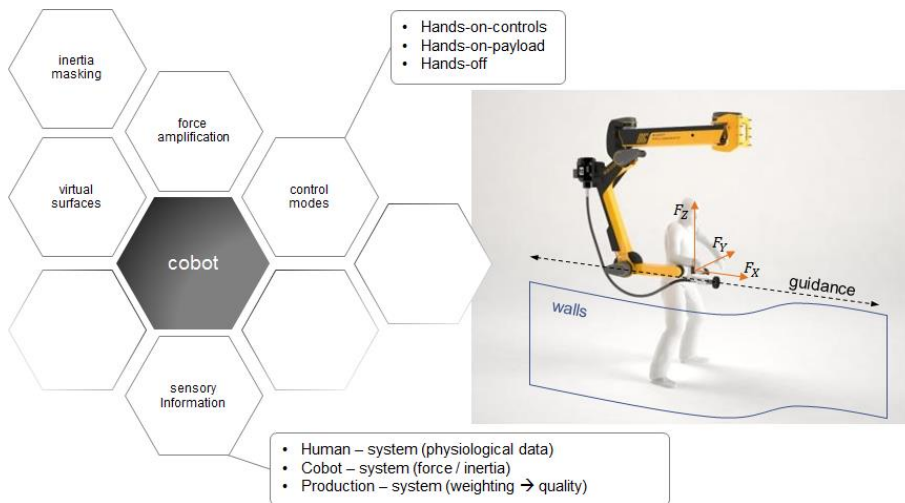 inertia
masking
force
amplification
virtual
surfaces
control
modes
cobot
sensory
Information
• Hands-on-controls
• Hands-on-payload
• Hands-off
F_Z
F_Y
F_X
guidance
walls
• Human – system (physiological data)
• Cobot – system (force / inertia)
• Production – system (weighting → quality)